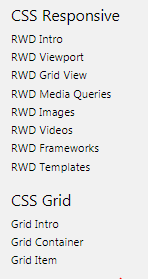 CSS Responsive
RWD Intro
RWD Viewport
RWD Grid View
RWD Media Queries
RWD Images
RWD Videos
RWD Frameworks
RWD Templates
CSS Grid
Grid Intro
Grid Container
Grid Item